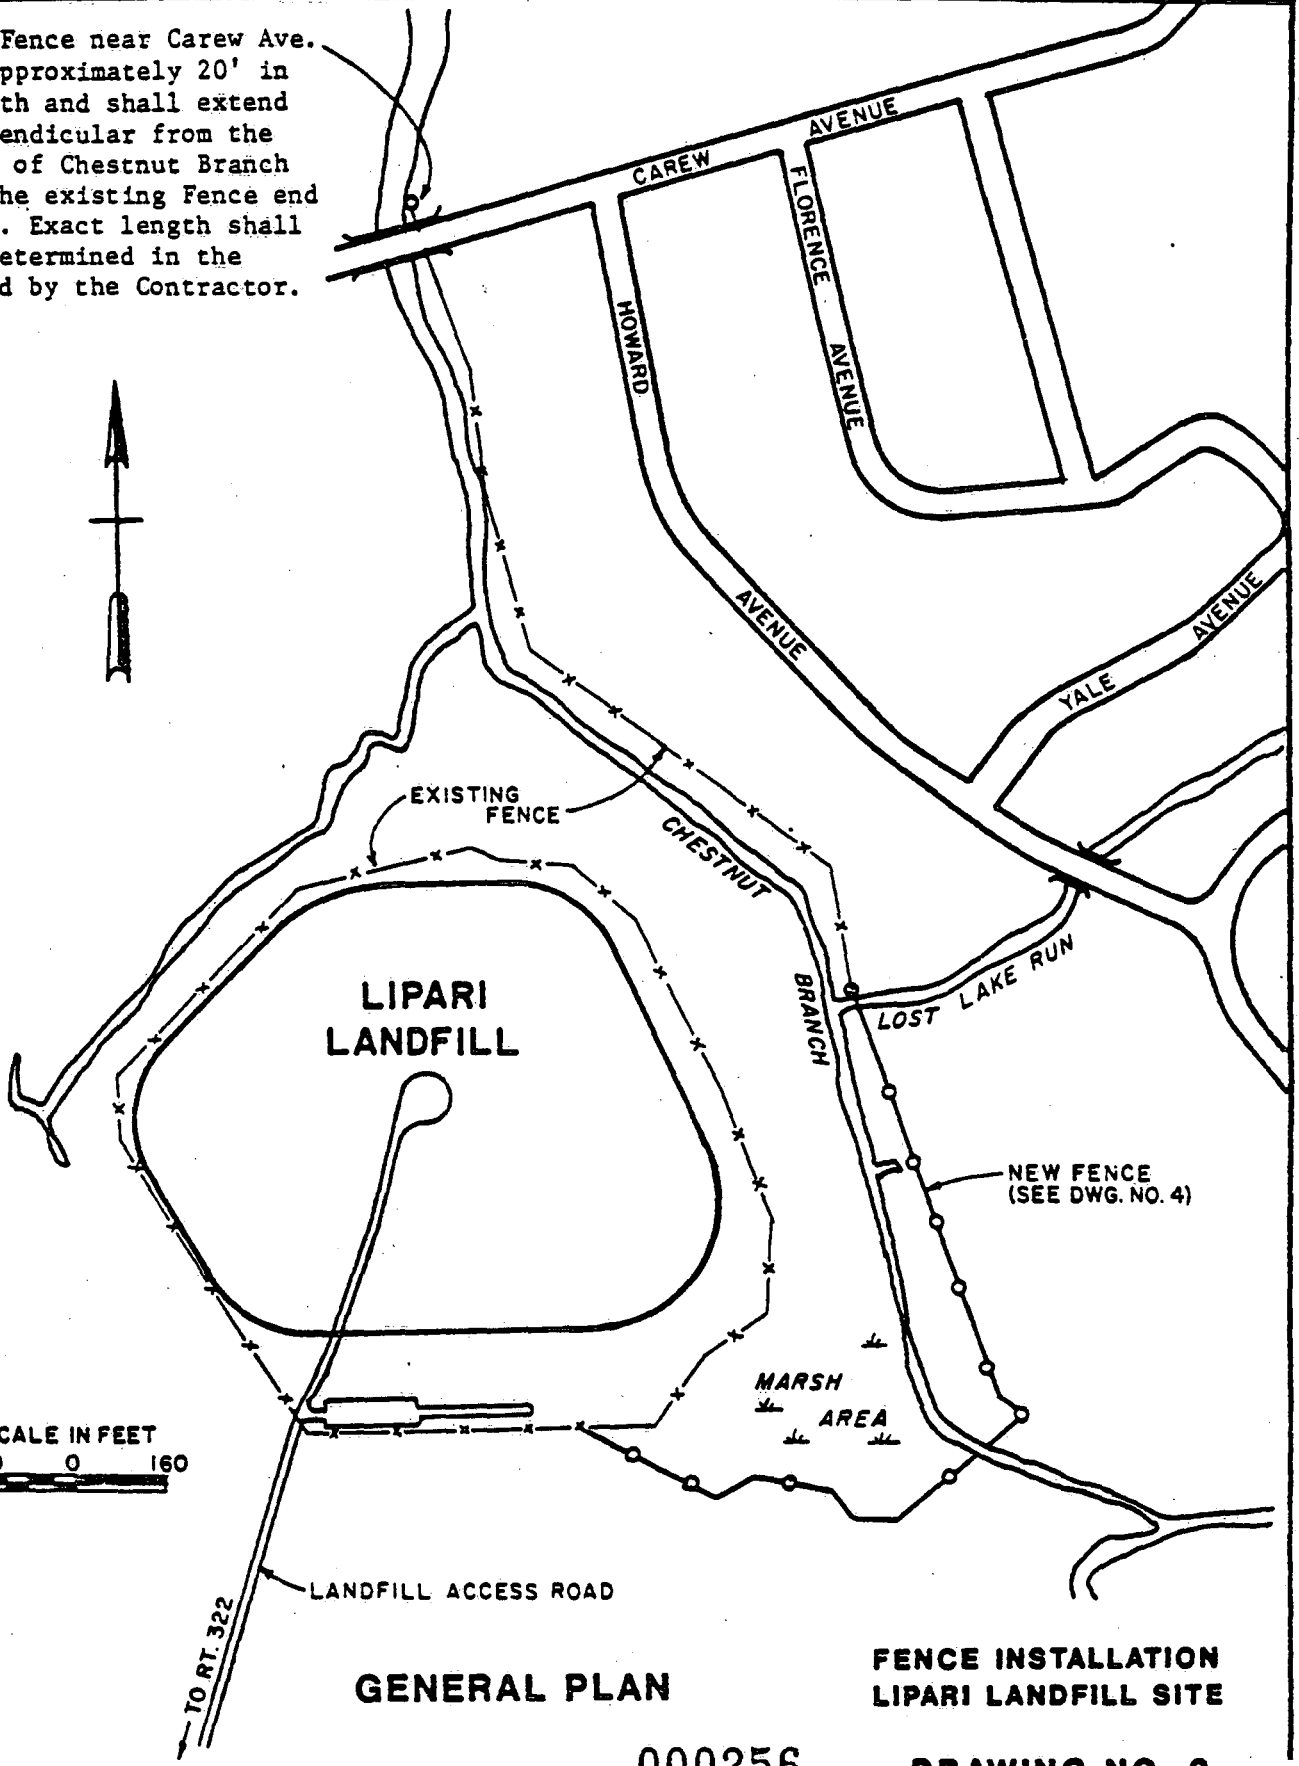 Fence near Carew Ave.
pproximately 20' in
th and shall extend
endicular from the
of Chestnut Branch
he existing Fence end
. Exact length shall
etermined in the
d by the Contractor.
CAREW AVENUE
FLORENCE AVENUE
HOWARD AVENUE
YALE AVENUE
EXISTING
FENCE
CHESTNUT BRANCH
LOST LAKE RUN
LIPARI
LANDFILL
NEW FENCE
(SEE DWG. NO. 4)
MARSH
AREA
CALE IN FEET
0 160
LANDFILL ACCESS ROAD
TO RT. 322
GENERAL PLAN
FENCE INSTALLATION
LIPARI LANDFILL SITE
000256
DRAWING NO.